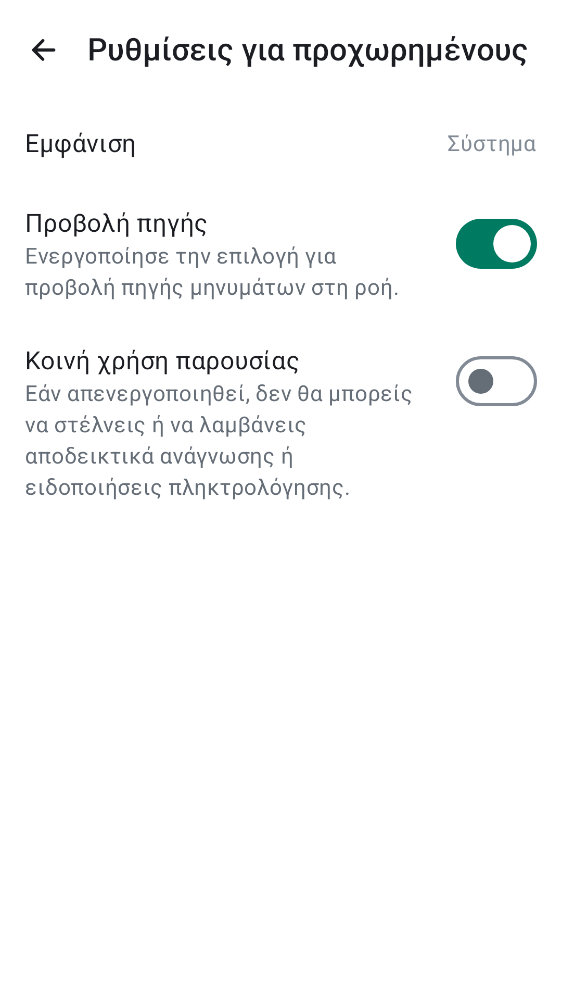 Ρυθμίσεις για προχωρημένους
Εμφάνιση
Σύστημα
Προβολή πηγής
Ενεργοποίησε την επιλογή για
προβολή πηγής μηνυμάτων στη ροή.
Κοινή χρήση παρουσίας
Εάν απενεργοποιηθεί, δεν θα μπορείς
να στέλνεις ή να λαμβάνεις
αποδεικτικά ανάγνωσης ή
ειδοποιήσεις πληκτρολόγησης.